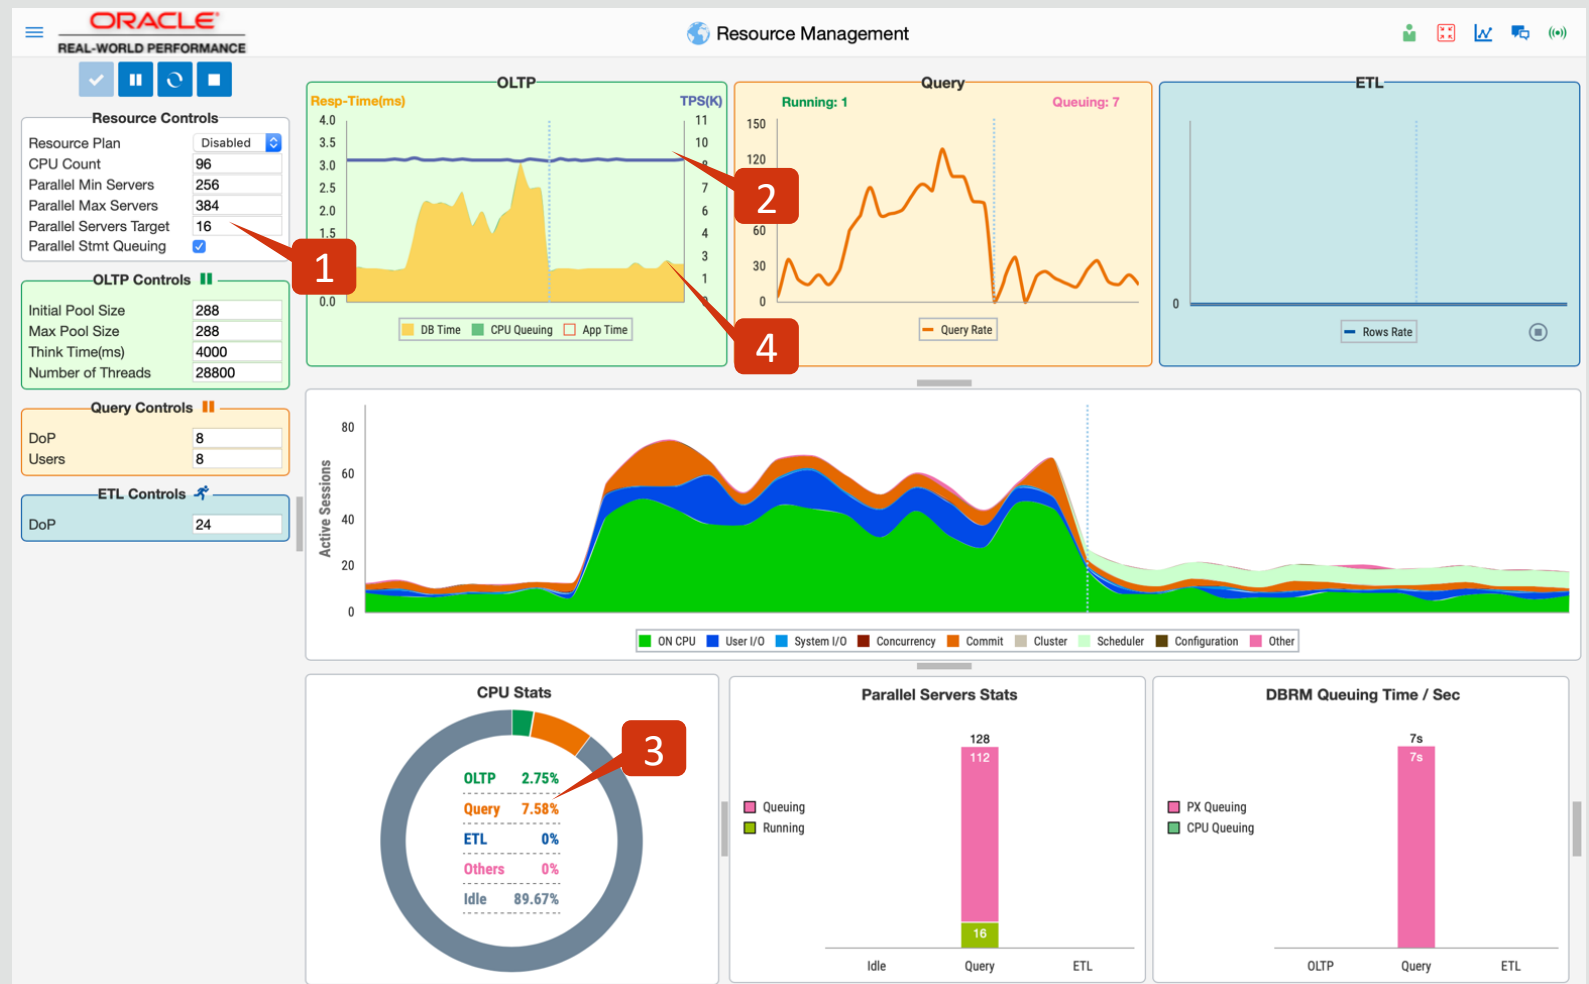 ORACLE
REAL-WORLD PERFORMANCE
Resource Management
Resource Controls
Resource Plan Disabled
CPU Count 96
Parallel Min Servers 256
Parallel Max Servers 384
Parallel Servers Target 16
Parallel Stmt Queuing
1
OLTP Controls
Initial Pool Size 288
Max Pool Size 288
Think Time(ms) 4000
Number of Threads 28800
Query Controls
DoP 8
Users 8
ETL Controls
DoP 24
OLTP
Resp-Time(ms) TPS(K)
4.0
3.5
3.0
2.5
2.0
1.5
0.0
11
10
7
6
4
3
1
DB Time CPU Queuing App Time
2
4
Query
Running: 1 Queuing: 7
150
120
60
30
0
Query Rate
ETL
0
Rows Rate
Active Sessions
80
60
40
20
0
ON CPU User I/O System I/O Concurrency Commit Cluster Scheduler Configuration Other
CPU Stats
OLTP 2.75%
Query 7.58%
ETL 0%
Others 0%
Idle 89.67%
3
Parallel Servers Stats
Queuing
Running
128
112
16
Idle Query ETL
DBRM Queuing Time / Sec
PX Queuing
CPU Queuing
7s
7s
OLTP Query ETL